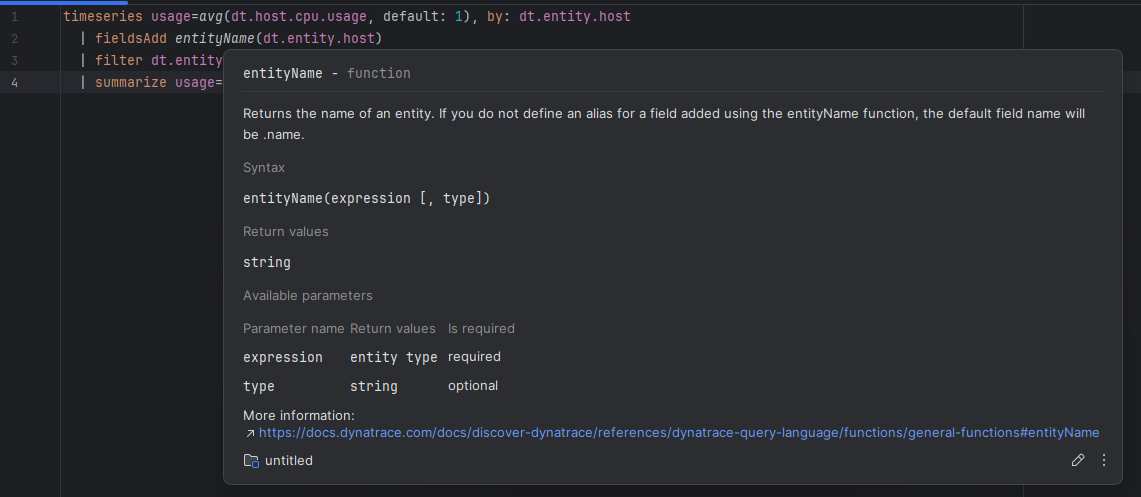 1 timeseries usage=avg(dt.host.cpu.usage, default: 1), by: dt.entity.host
2 | fieldsAdd entityName(dt.entity.host)
3 | filter dt.entity
4 | summarize usage=
entityName - function
Returns the name of an entity. If you do not define an alias for a field added using the entityName function, the default field name will
be .name.
Syntax
entityName(expression [, type])
Return values
string
Available parameters
Parameter name Return values Is required
expression entity type required
type string optional
More information:
↗ https://docs.dynatrace.com/docs/discover-dynatrace/references/dynatrace-query-language/functions/general-functions#entityName
untitled